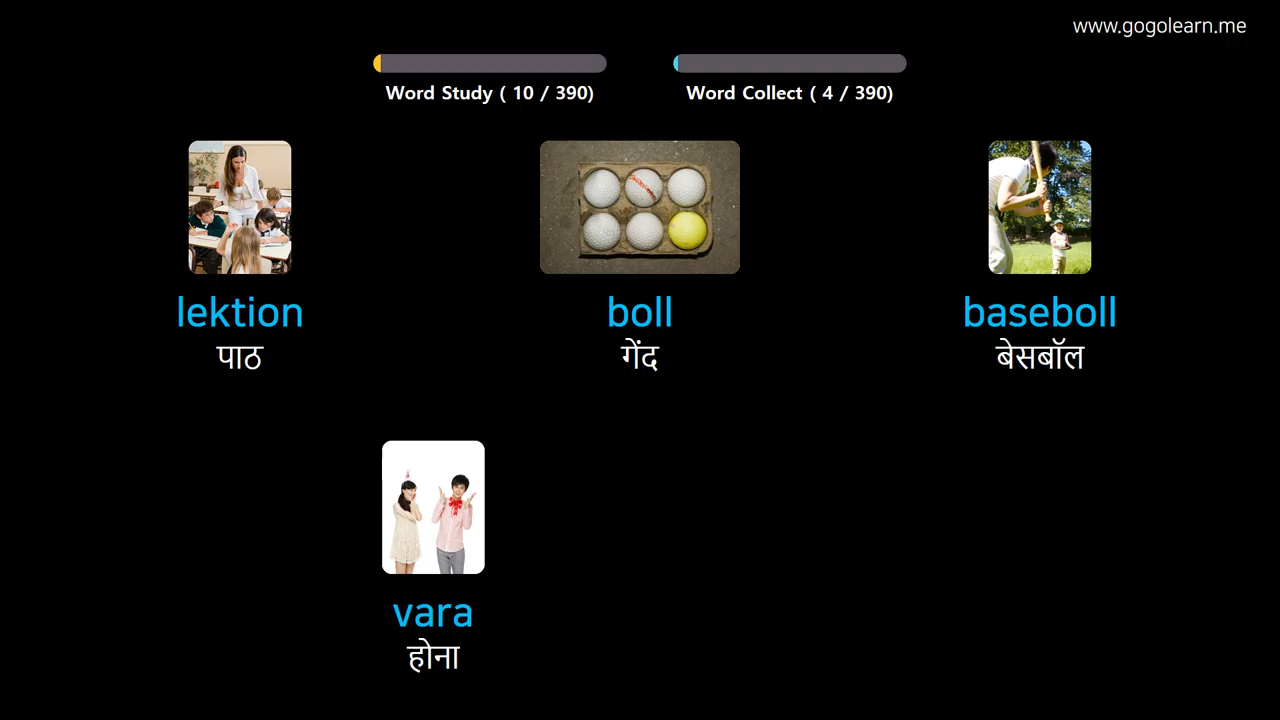 www.gogolearn.me
Word Study ( 10 / 390)
Word Collect ( 4 / 390)
lektion
पाठ
boll
गेंद
baseboll
बेसबॉल
vara
होना